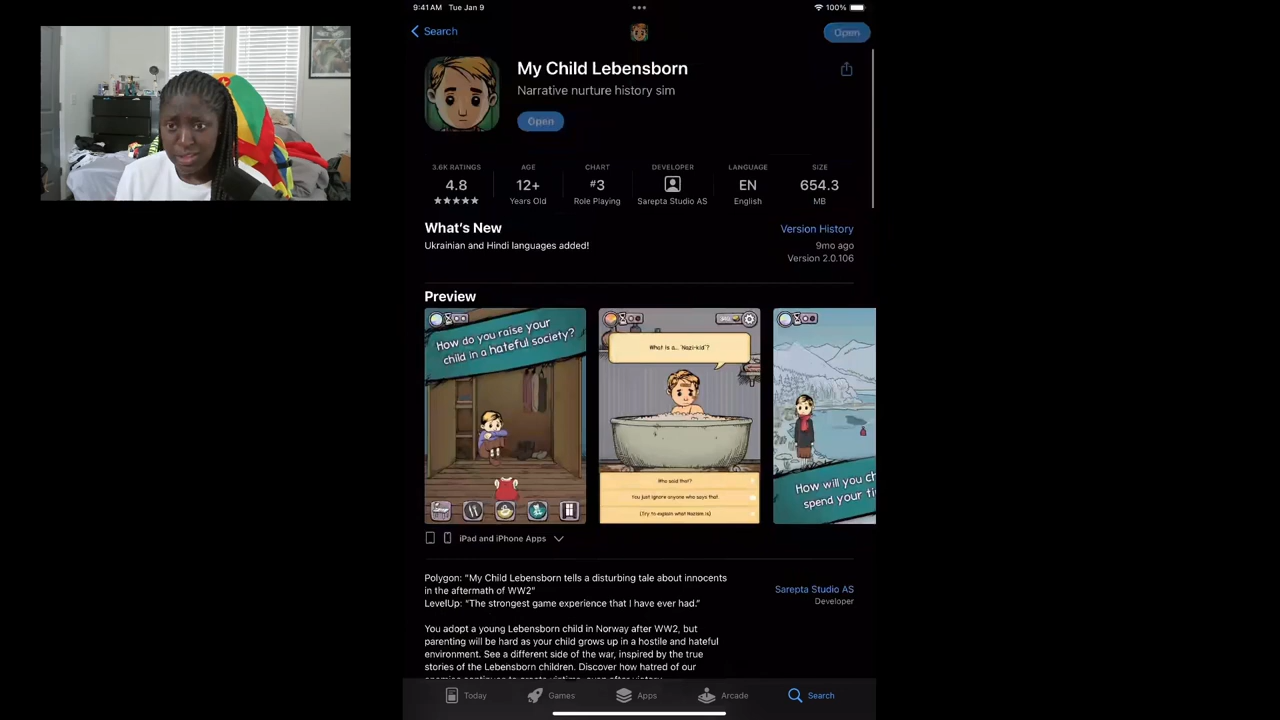 9:41 AM Tue Jan 9
100%
Search
Open
My Child Lebensborn
Narrative nurture history sim
Open
3.6K RATINGS
4.8
AGE
12+
Years Old
CHART
#3
Role Playing
DEVELOPER
Sarepta Studio AS
LANGUAGE
EN
English
SIZE
654.3
MB
What's New
Version History
Ukrainian and Hindi languages added!
9mo ago
Version 2.0.106
Preview
How do you raise your
child in a hateful society?
What is a... "Nazi-kid"?
Who said that?
You just ignore anyone who says that.
(Try to explain what Nazism is)
How will you ch
spend your ti
iPad and iPhone Apps
Polygon: "My Child Lebensborn tells a disturbing tale about innocents
in the aftermath of WW2"
LevelUp: "The strongest game experience that I have ever had."
Sarepta Studio AS
Developer
You adopt a young Lebensborn child in Norway after WW2, but
parenting will be hard as your child grows up in a hostile and hateful
environment. See a different side of the war, inspired by the true
stories of the Lebensborn children. Discover how hatred of our
Today
Games
Apps
Arcade
Search